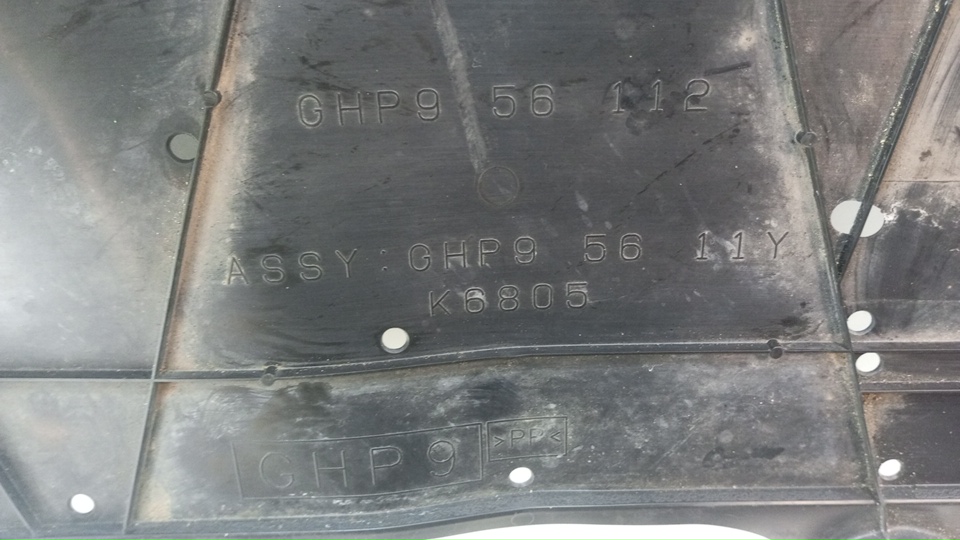 GHP9 56 112
ASSY:GHP9 56 11Y
K6805
GHP9 >PP<